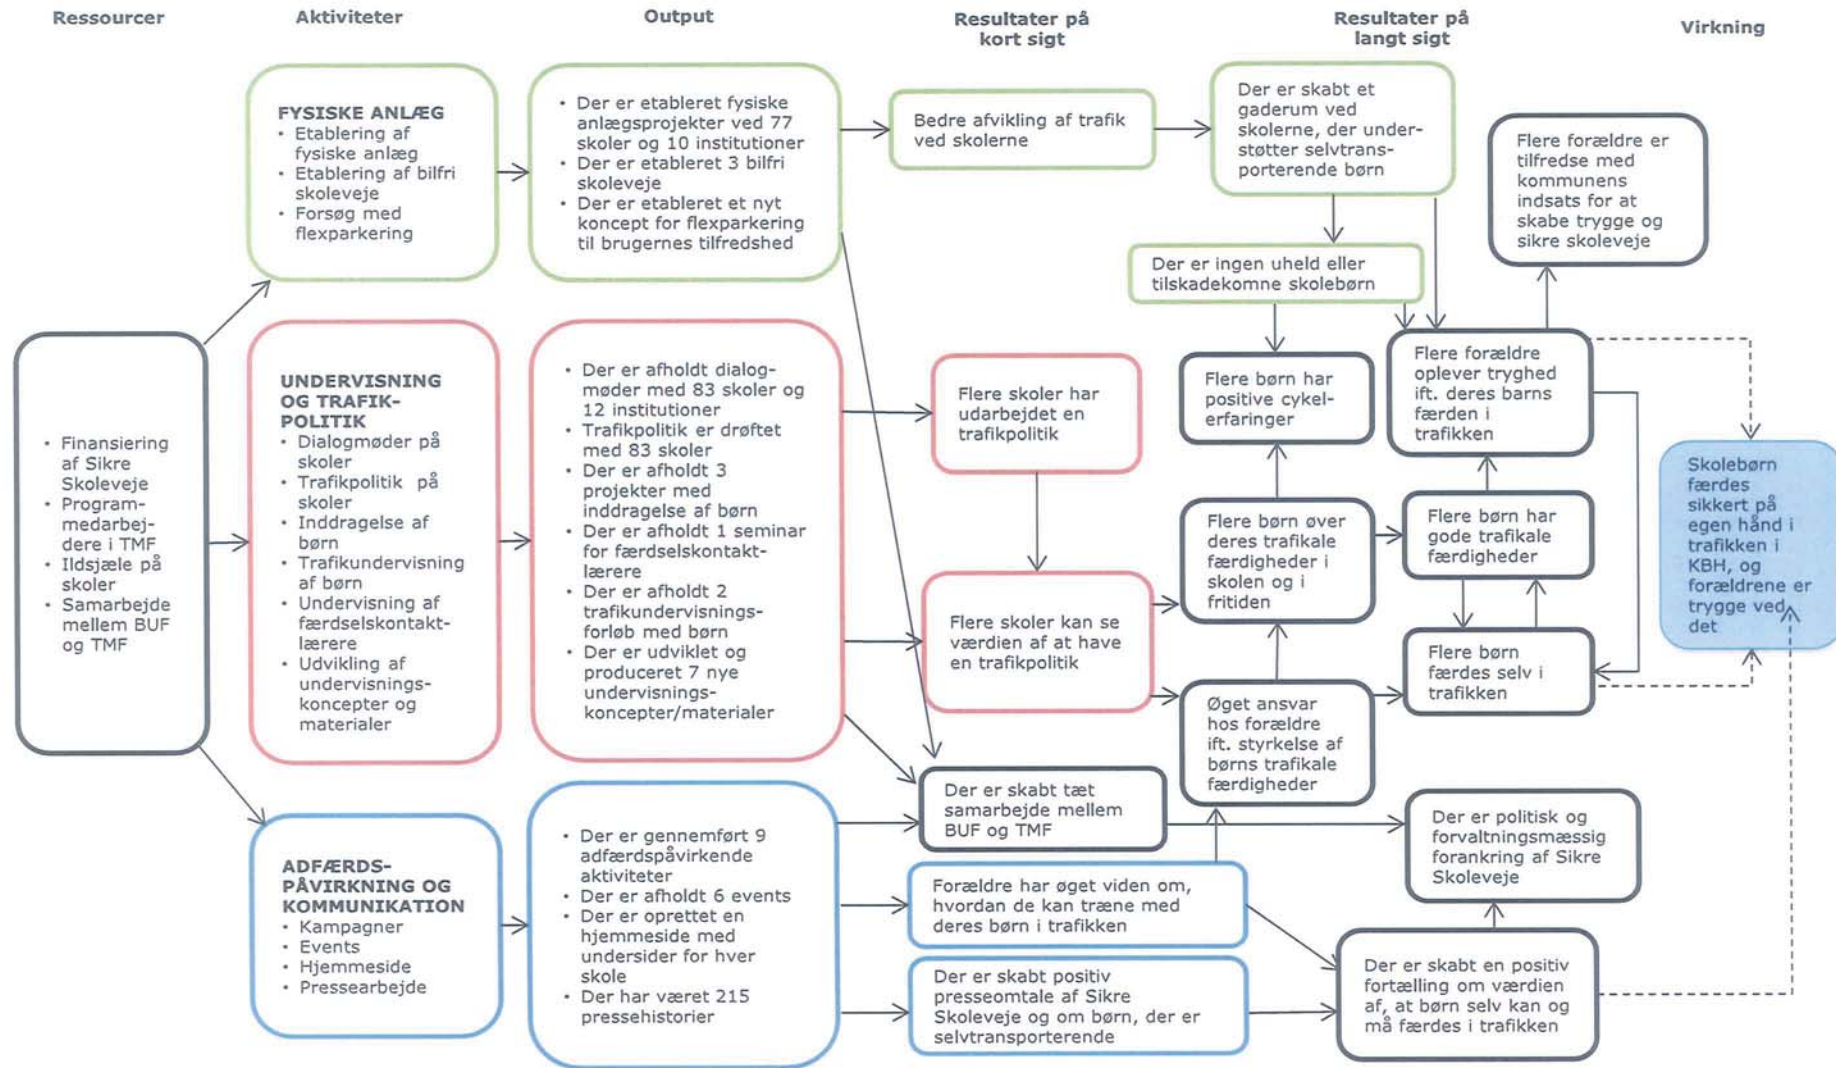 Ressourcer
Aktiviteter
Output
Resultater på
kort sigt
Resultater på
langt sigt
Virkning
• Finansiering
af Sikre
Skoleveje
• Program-
medarbej-
dere i TMF
• Ildsjæle på
skoler
• Samarbejde
mellem BUF
og TMF
FYSISKE ANLÆG
• Etablering af
fysiske anlæg
• Etablering af bilfri
skoleveje
• Forsøg med
flexparkering
UNDERVISNING
OG TRAFIK-
POLITIK
• Dialogmøder på
skoler
• Trafikpolitik på
skoler
• Inddragelse af
børn
• Trafikundervisning
af børn
• Undervisning af
færdselskontakt-
lærere
• Udvikling af
undervisnings-
koncepter og
materialer
ADFÆRDS-
PÅVIRKNING OG
KOMMUNIKATION
• Kampagner
• Events
• Hjemmeside
• Pressearbejde
• Der er etableret fysiske
anlægsprojekter ved 77
skoler og 10 institutioner
• Der er etableret 3 bilfri
skoleveje
• Der er etableret et nyt
koncept for flexparkering
til brugernes tilfredshed
• Der er afholdt dialog-
møder med 83 skoler og
12 institutioner
• Trafikpolitik er drøftet
med 83 skoler
• Der er afholdt 3
projekter med
inddragelse af børn
• Der er afholdt 1 seminar
for færdselskontakt-
lærere
• Der er afholdt 2
trafikundervisnings-
forløb med børn
• Der er udviklet og
produceret 7 nye
undervisnings-
koncepter/materialer
• Der er gennemført 9
adfærdspåvirkende
aktiviteter
• Der er afholdt 6 events
• Der er oprettet en
hjemmeside med
undersider for hver
skole
• Der har været 215
pressehistorier
Bedre afvikling af trafik
ved skolerne
Flere skoler har
udarbejdet en
trafikpolitik
Flere skoler kan se
værdien af at have
en trafikpolitik
Der er skabt tæt
samarbejde mellem
BUF og TMF
Forældre har øget viden om,
hvordan de kan træne med
deres børn i trafikken
Der er skabt positiv
presseomtale af Sikre
Skoleveje og om børn, der er
selvtransporterende
Der er skabt et
gaderum ved
skolerne, der under-
støtter selvtrans-
porterende børn
Der er ingen uheld eller
tilskadekomne skolebørn
Flere børn har
positive cykel-
erfaringer
Flere børn øver
deres trafikale
færdigheder i
skolen og i
fritiden
Øget ansvar
hos forældre
ift. styrkelse af
børns trafikale
færdigheder
Flere forældre
oplever tryghed
ift. deres barns
færden i
trafikken
Flere børn har
gode trafikale
færdigheder
Flere børn
færdes selv i
trafikken
Der er politisk og
forvaltningsmæssig
forankring af Sikre
Skoleveje
Der er skabt en positiv
fortælling om værdien
af, at børn selv kan og
må færdes i trafikken
Flere forældre er
tilfredse med
kommunens
indsats for at
skabe trygge og
sikre skoleveje
Skolebørn
færdes
sikkert på
egen hånd i
trafikken i
KBH, og
forældrene er
trygge ved
det